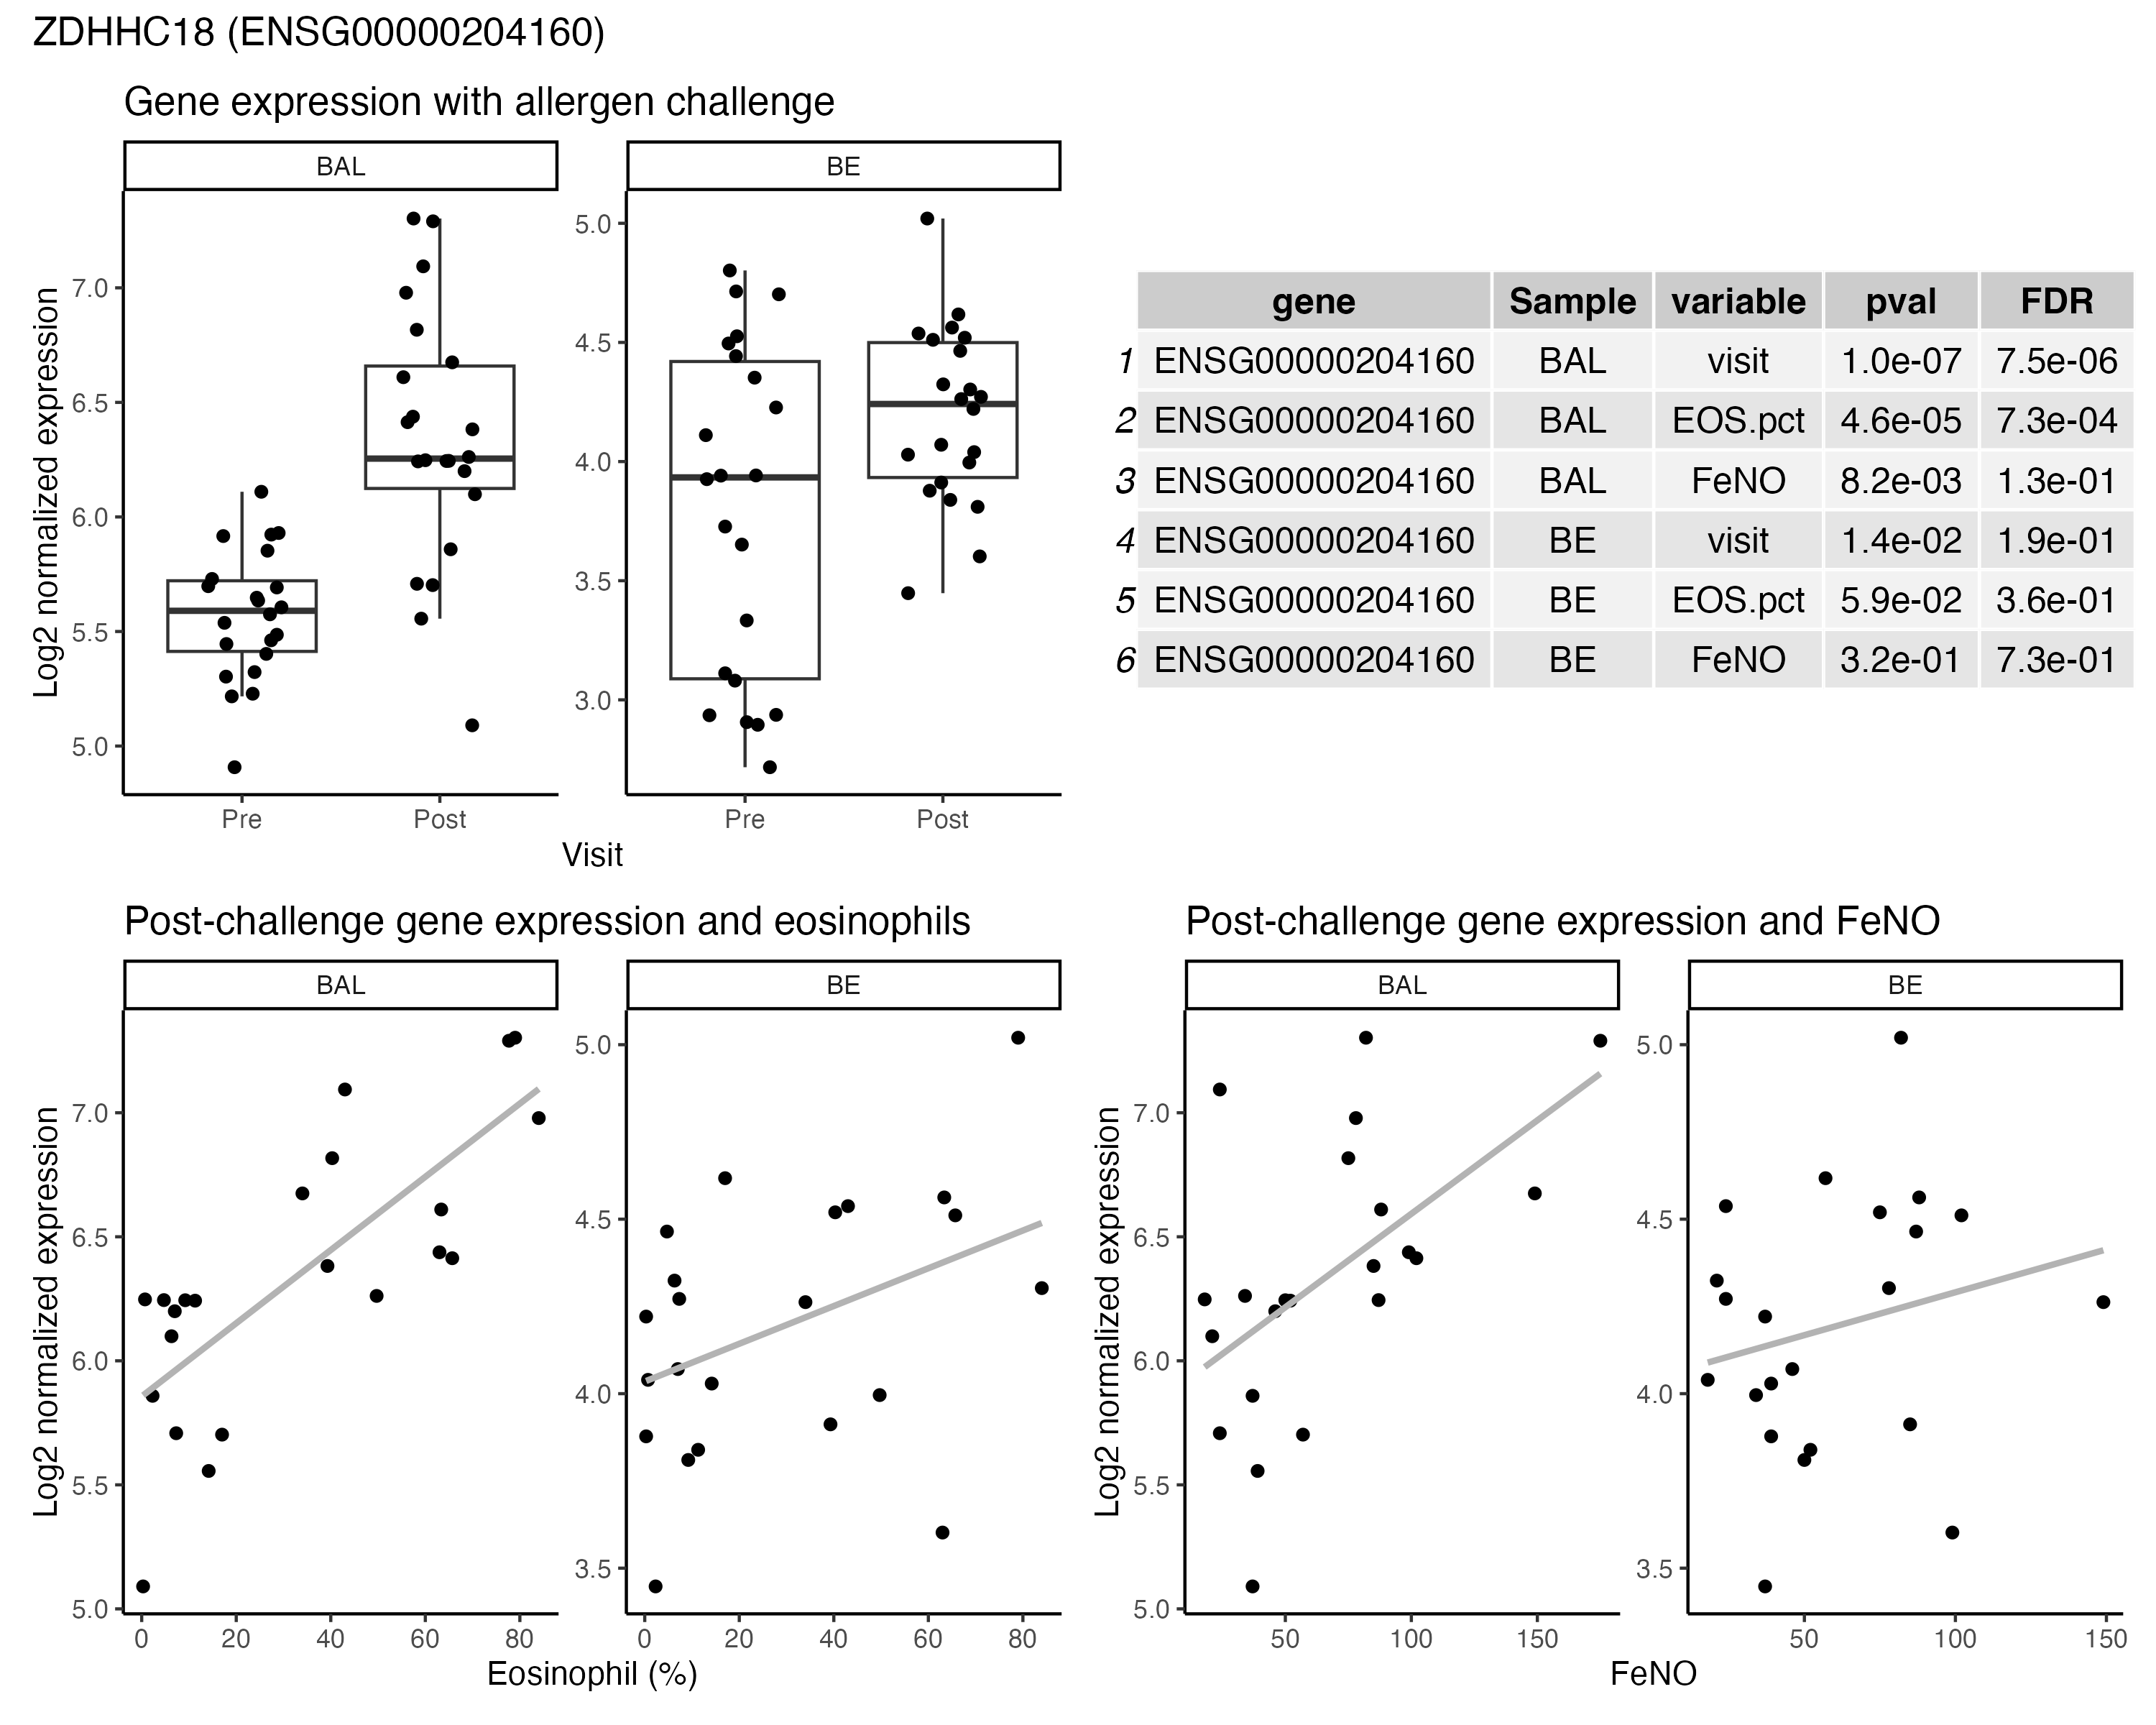 ZDHHC18 (ENSG00000204160)
Gene expression with allergen challenge
BAL
BE
Log2 normalized expression
7.0
6.5
6.0
5.5
5.0
5.0
4.5
4.0
3.5
3.0
Pre
Post
Pre
Post
Visit
gene Sample variable pval FDR
1 ENSG00000204160 BAL visit 1.0e-07 7.5e-06
2 ENSG00000204160 BAL EOS.pct 4.6e-05 7.3e-04
3 ENSG00000204160 BAL FeNO 8.2e-03 1.3e-01
4 ENSG00000204160 BE visit 1.4e-02 1.9e-01
5 ENSG00000204160 BE EOS.pct 5.9e-02 3.6e-01
6 ENSG00000204160 BE FeNO 3.2e-01 7.3e-01
Post-challenge gene expression and eosinophils
BAL
BE
Log2 normalized expression
7.0
6.5
6.0
5.5
5.0
5.0
4.5
4.0
3.5
0 20 40 60 80
0 20 40 60 80
Eosinophil (%)
Post-challenge gene expression and FeNO
BAL
BE
Log2 normalized expression
7.0
6.5
6.0
5.5
5.0
5.0
4.5
4.0
3.5
50 100 150
50 100 150
FeNO